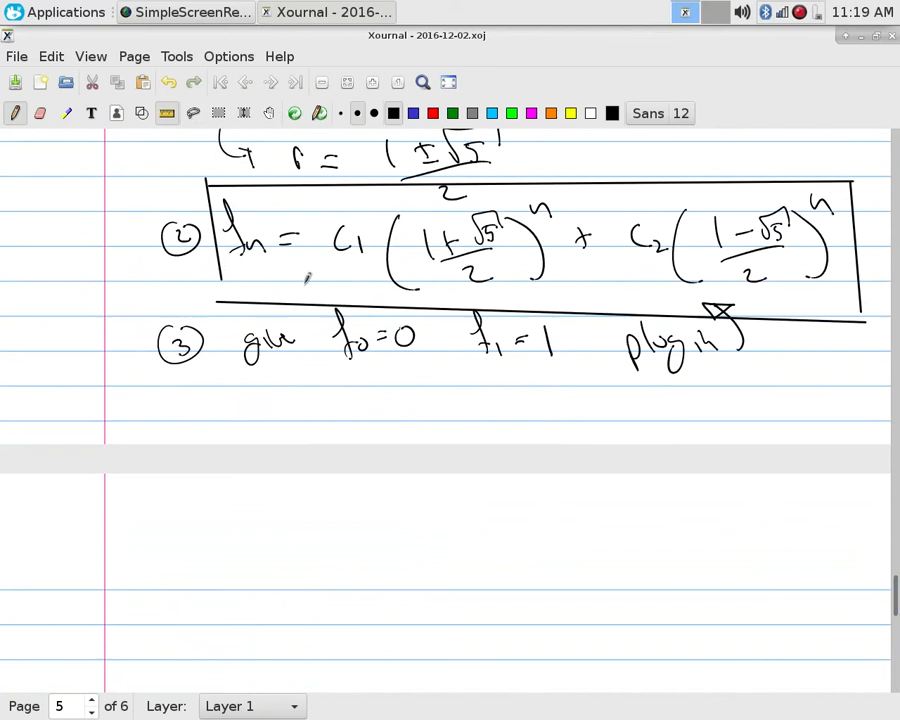 Applications SimpleScreenRe... Xournal - 2016-... 11:19 AM
Xournal - 2016-12-02.xoj
File Edit View Page Tools Options Help
T Sans 12
r = 1 ± √5 / 2
② fn = C1 (1 + √5 / 2)^n + C2 (1 - √5 / 2)^n
③ give f0 = 0 f1 = 1 plug in
Page 5 of 6 Layer: Layer 1